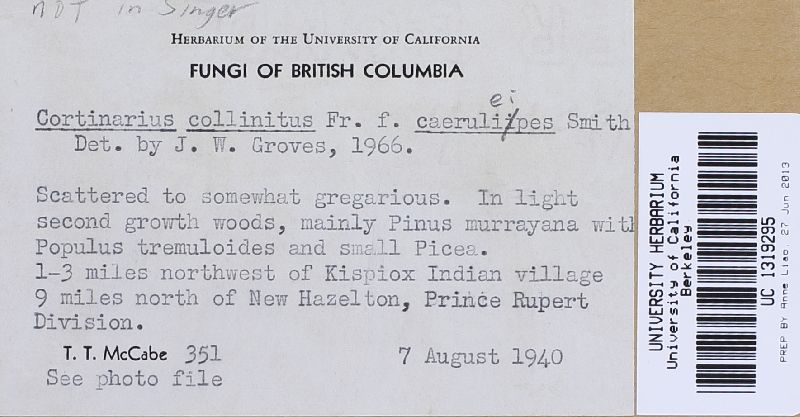 not in Singer
HERBARIUM OF THE UNIVERSITY OF CALIFORNIA
FUNGI OF BRITISH COLUMBIA
ei
Cortinarius collinitus Fr. f. caeruliipes Smith
Det. by J. W. Groves, 1966.
Scattered to somewhat gregarious. In light
second growth woods, mainly Pinus murrayana with
Populus tremuloides and small Picea.
1-3 miles northwest of Kispiox Indian village
9 miles north of New Hazelton, Prince Rupert
Division.
T. T. McCabe 351 7 August 1940
See photo file
UNIVERSITY HERBARIUM
University of California
Berkeley
UC 1319295
PREP BY Anne Liao, 27 Jun 2013